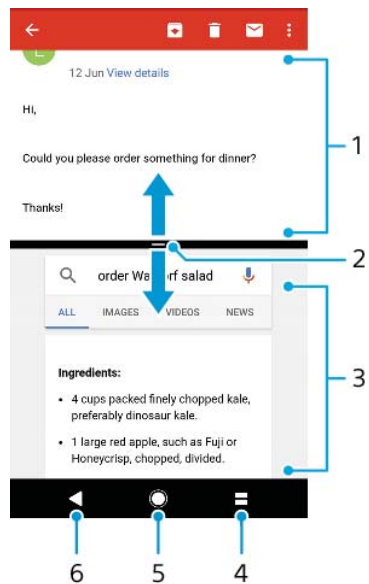 12 Jun View details
Hi,
Could you please order something for dinner?
Thanks!
1
2
order Wa rf salad
ALL IMAGES VIDEOS NEWS
3
Ingredients:
• 4 cups packed finely chopped kale,
preferably dinosaur kale.
• 1 large red apple, such as Fuji or
Honeycrisp, chopped, divided.
6 5 4